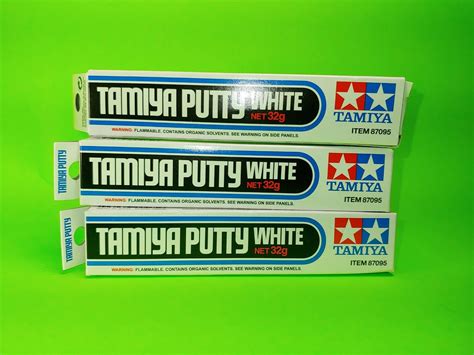 TAMIYA PUTTY WHITE
NET 32g
WARNING: FLAMMABLE. CONTAINS ORGANIC SOLVENTS. SEE WARNING ON SIDE PANELS.
TAMIYA
ITEM 87095
TAMIYA PUTTY
TAMIYA PUTTY WHITE
NET 32g
WARNING: FLAMMABLE. CONTAINS ORGANIC SOLVENTS. SEE WARNING ON SIDE PANELS.
TAMIYA
ITEM 87095
TAMIYA PUTTY
TAMIYA PUTTY WHITE
NET 32g
WARNING: FLAMMABLE. CONTAINS ORGANIC SOLVENTS. SEE WARNING ON SIDE PANELS.
TAMIYA
ITEM 87095